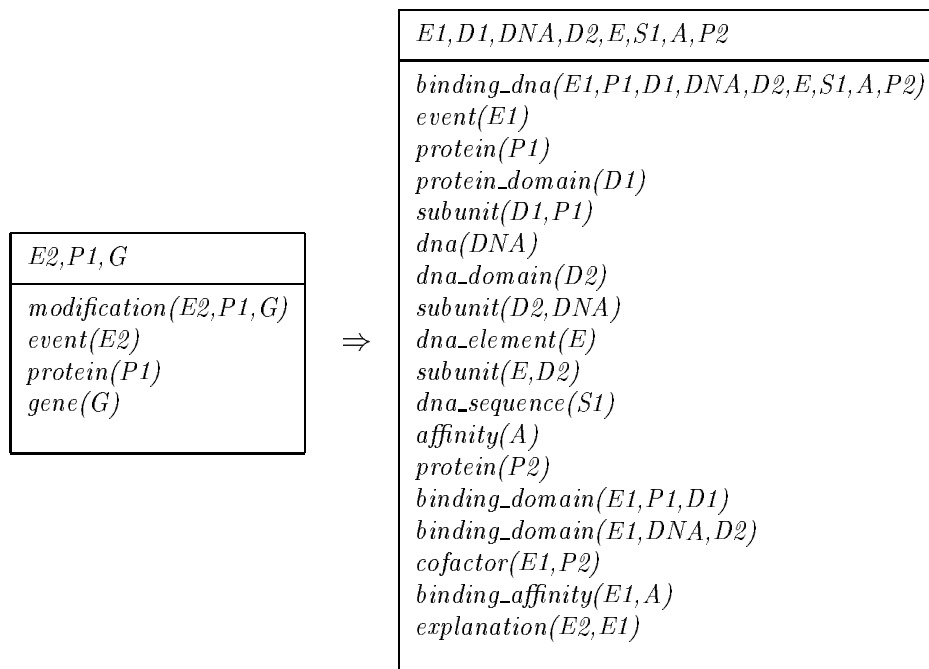 E2,P1,G
modification(E2,P1,G)
event(E2)
protein(P1)
gene(G)
⇒
E1,D1,DNA,D2,E,S1,A,P2
binding_dna(E1,P1,D1,DNA,D2,E,S1,A,P2)
event(E1)
protein(P1)
protein_domain(D1)
subunit(D1,P1)
dna(DNA)
dna_domain(D2)
subunit(D2,DNA)
dna_element(E)
subunit(E,D2)
dna_sequence(S1)
affinity(A)
protein(P2)
binding_domain(E1,P1,D1)
binding_domain(E1,DNA,D2)
cofactor(E1,P2)
binding_affinity(E1,A)
explanation(E2,E1)